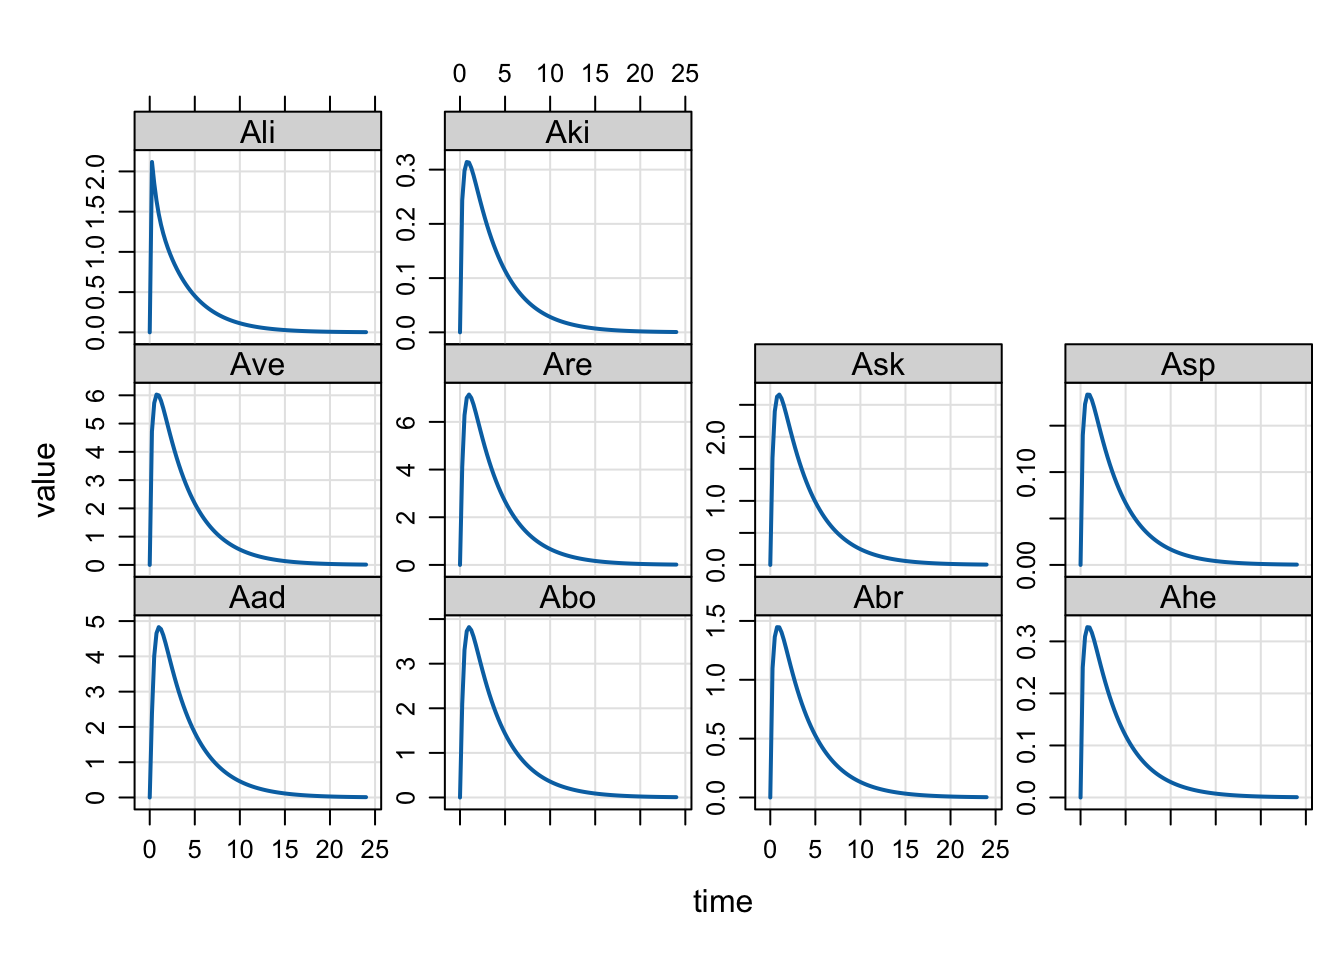 0 5 10 15 20 25
Ali
Aki
0.0 0.5 1.0 1.5 2.0
0.0 0.1 0.2 0.3
Ave
Are
Ask
Asp
0 1 2 3 4 5 6
0 2 4 6
0.0 1.0 2.0
0.00 0.10
Aad
Abo
Abr
Ahe
0 1 2 3 4 5
0 1 2 3
0.0 0.5 1.0 1.5
0.0 0.1 0.2 0.3
0 5 10 15 20 25
0 5 10 15 20 25
value
time